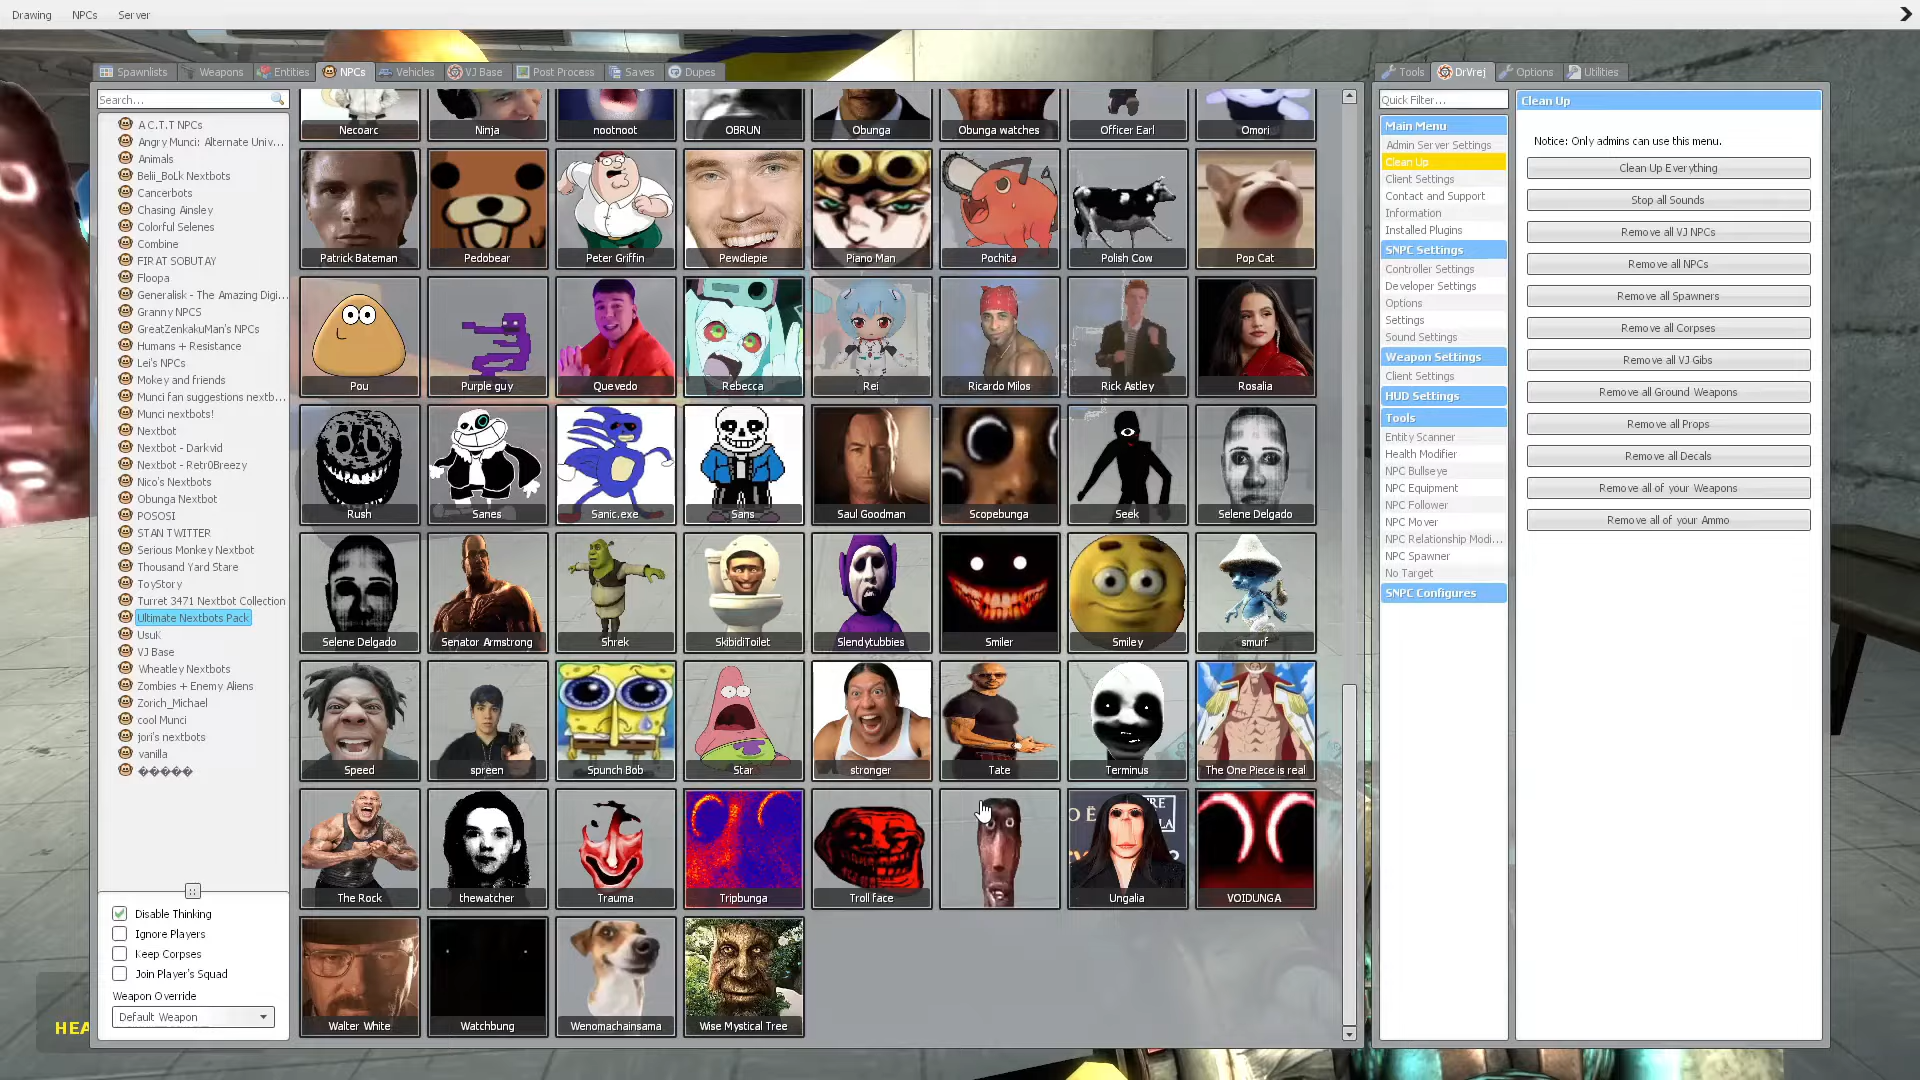 Drawing NPCs Server
Spawnlists Weapons Entities NPCs Vehicles VJ Base Post Process Saves Dupes
Search...
A.C.T.T NPCs
Angry Munci: Alternate Univ...
Animals
Belii_BoLk Nextbots
Cancerbots
Chasing Ainsley
Colorful Selenes
Combine
FIRAT SOBUTAY
Floopa
Generalisk - The Amazing Digi...
Granny NPCS
GreatZenkakuMan's NPCs
Humans + Resistance
Lei's NPCs
Mokey and friends
Munci fan suggestions nextb...
Munci nextbots!
Nextbot
Nextbot - Darkvid
Nextbot - Retr0Breezy
Nico's Nextbots
Obunga Nextbot
POSOSI
STAN TWITTER
Serious Monkey Nextbot
Thousand Yard Stare
ToyStory
Turret 3471 Nextbot Collection
Ultimate Nextbots Pack
UsuK
VJ Base
Wheatley Nextbots
Zombies + Enemy Aliens
Zorich_Michael
cool Munci
jori's nextbots
vanilla
�����
Disable Thinking
Ignore Players
Keep Corpses
Join Player's Squad
Weapon Override
Default Weapon
HEA
Necoarc Ninja nootnoot OBRUN Obunga Obunga watches Officer Earl Omori
Patrick Bateman Pedobear Peter Griffin Pewdiepie Piano Man Pochita Polish Cow Pop Cat
Pou Purple guy Quevedo Rebecca Rei Ricardo Milos Rick Astley Rosalia
Rush Sanes Sanic.exe Sans Saul Goodman Scopebunga Seek Selene Delgado
Selene Delgado Senator Armstrong Shrek SkibidiToilet Slendytubbies Smiler Smiley smurf
Speed spreen Spunch Bob Star stronger Tate Terminus The One Piece is real
The Rock thewatcher Trauma Tripbunga Troll face Ungalia VOIDUNGA
Walter White Watchbung Wenomachainsama Wise Mystical Tree
Tools DrVrej Options Utilities
Quick Filter...
Main Menu
Admin Server Settings
Clean Up
Client Settings
Contact and Support
Information
Installed Plugins
SNPC Settings
Controller Settings
Developer Settings
Options
Settings
Sound Settings
Weapon Settings
Client Settings
HUD Settings
Tools
Entity Scanner
Health Modifier
NPC Bullseye
NPC Equipment
NPC Follower
NPC Mover
NPC Relationship Modi...
NPC Spawner
No Target
SNPC Configures
Clean Up
Notice: Only admins can use this menu.
Clean Up Everything
Stop all Sounds
Remove all VJ NPCs
Remove all NPCs
Remove all Spawners
Remove all Corpses
Remove all VJ Gibs
Remove all Ground Weapons
Remove all Props
Remove all Decals
Remove all of your Weapons
Remove all of your Ammo